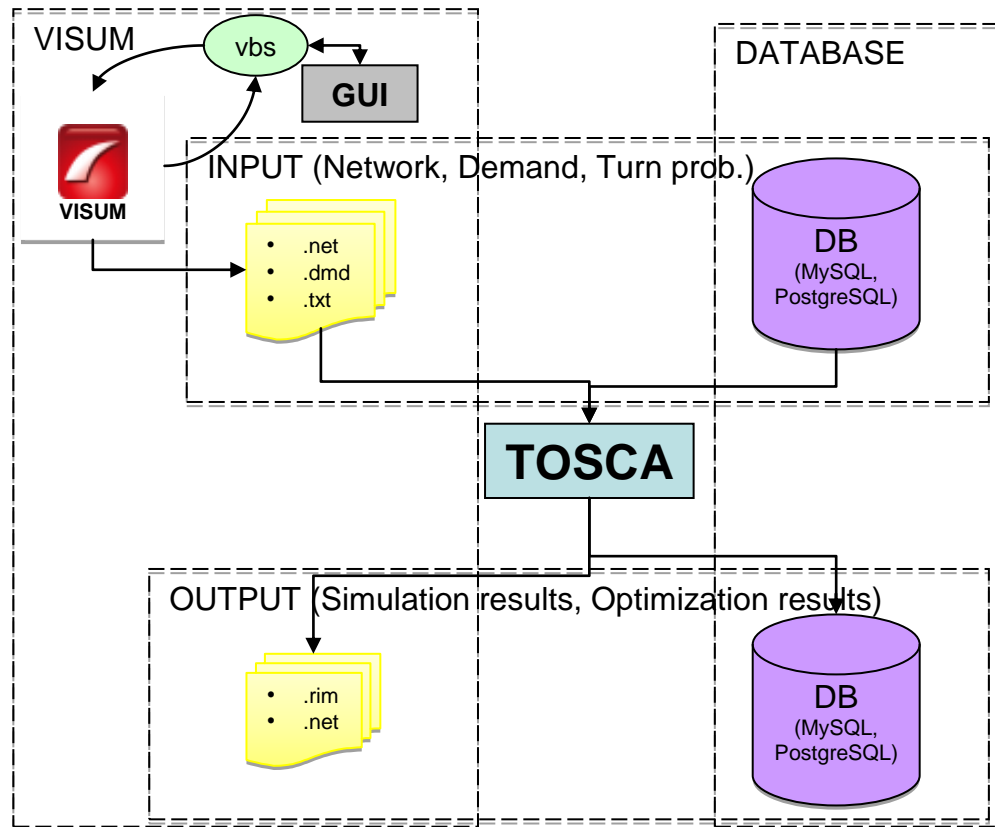 VISUM
vbs
GUI
DATABASE
VISUM
INPUT (Network, Demand, Turn prob.)
• .net
• .dmd
• .txt
DB
(MySQL,
PostgreSQL)
TOSCA
OUTPUT (Simulation results, Optimization results)
• .rim
• .net
DB
(MySQL,
PostgreSQL)